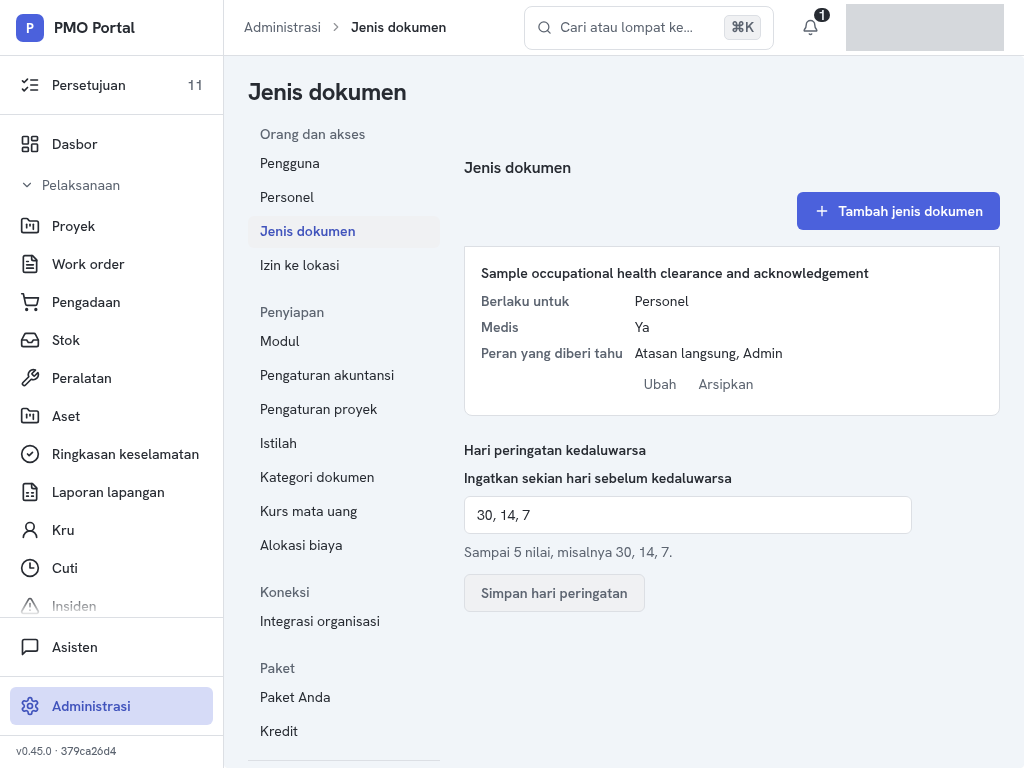 P PMO Portal
Administrasi > Jenis dokumen
Cari atau lompat ke...
⌘K
1
Persetujuan 11
Dasbor
Pelaksanaan
Proyek
Work order
Pengadaan
Stok
Peralatan
Aset
Ringkasan keselamatan
Laporan lapangan
Kru
Cuti
Insiden
Asisten
Administrasi
v0.45.0 · 379ca26d4
Jenis dokumen
Orang dan akses
Pengguna
Personel
Jenis dokumen
Izin ke lokasi
Penyiapan
Modul
Pengaturan akuntansi
Pengaturan proyek
Istilah
Kategori dokumen
Kurs mata uang
Alokasi biaya
Koneksi
Integrasi organisasi
Paket
Paket Anda
Kredit
Jenis dokumen
+ Tambah jenis dokumen
Sample occupational health clearance and acknowledgement
Berlaku untuk Personel
Medis Ya
Peran yang diberi tahu Atasan langsung, Admin
Ubah Arsipkan
Hari peringatan kedaluwarsa
Ingatkan sekian hari sebelum kedaluwarsa
30, 14, 7
Sampai 5 nilai, misalnya 30, 14, 7.
Simpan hari peringatan